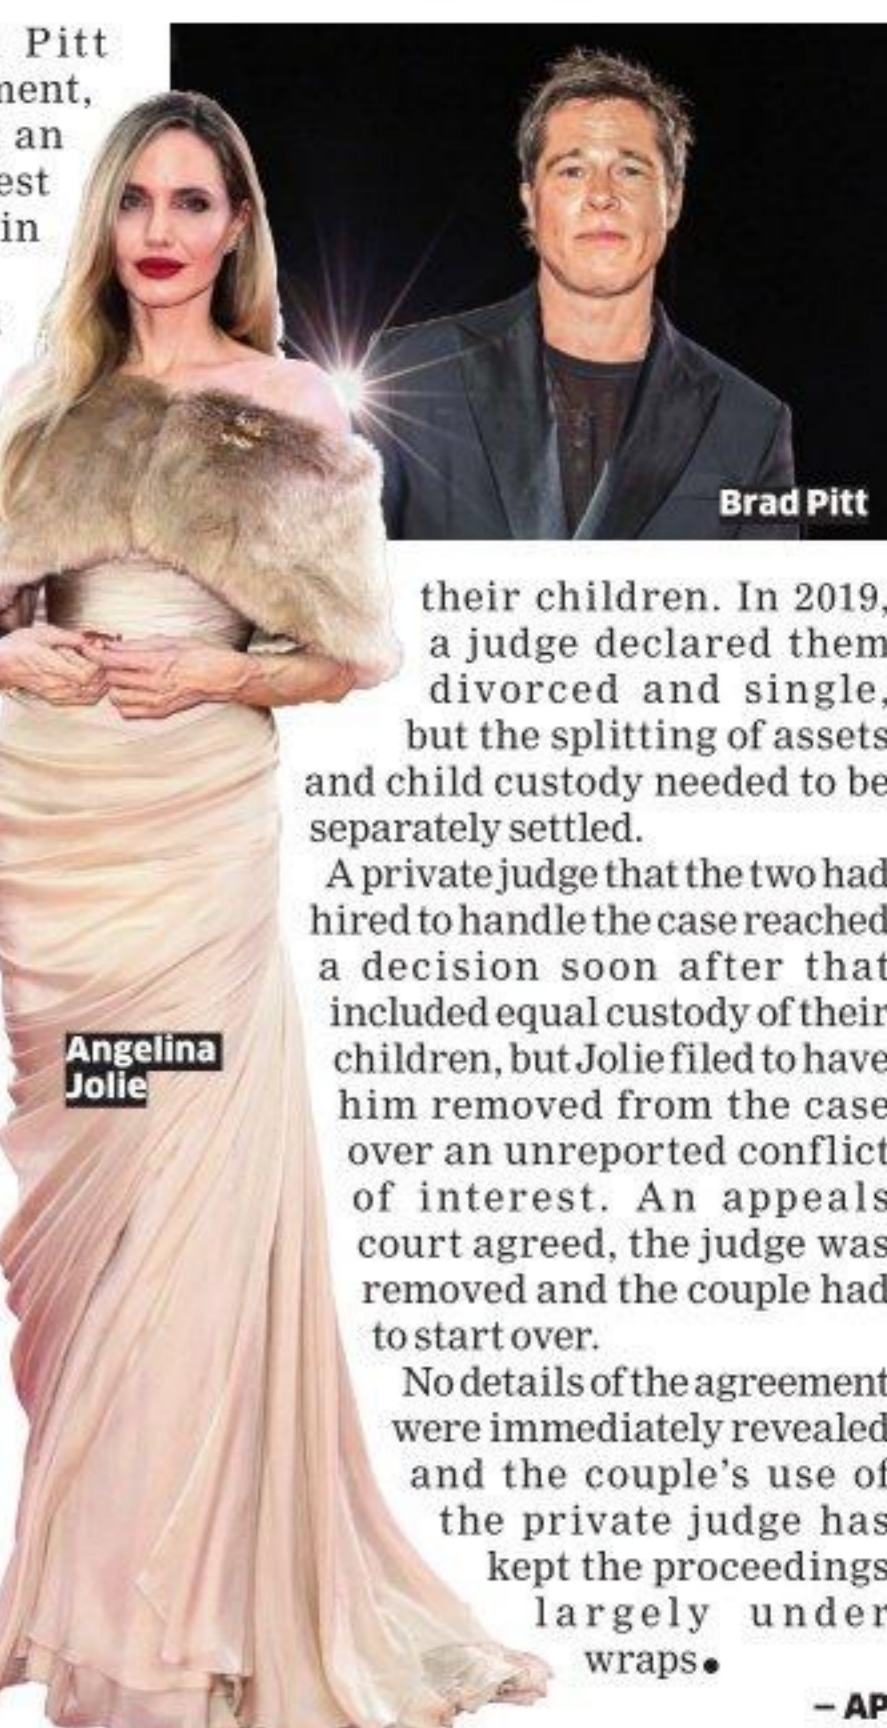 Pitt
ment,
an
est
in
Brad Pitt
their children. In 2019,
a judge declared them
divorced and single,
but the splitting of assets
and child custody needed to be
separately settled.
A private judge that the two had
hired to handle the case reached
a decision soon after that
included equal custody of their
children, but Jolie filed to have
him removed from the case
over an unreported conflict
of interest. An appeals
court agreed, the judge was
removed and the couple had
to start over.
No details of the agreement
were immediately revealed
and the couple's use of
the private judge has
kept the proceedings
largely under
wraps●
– AP
Angelina
Jolie